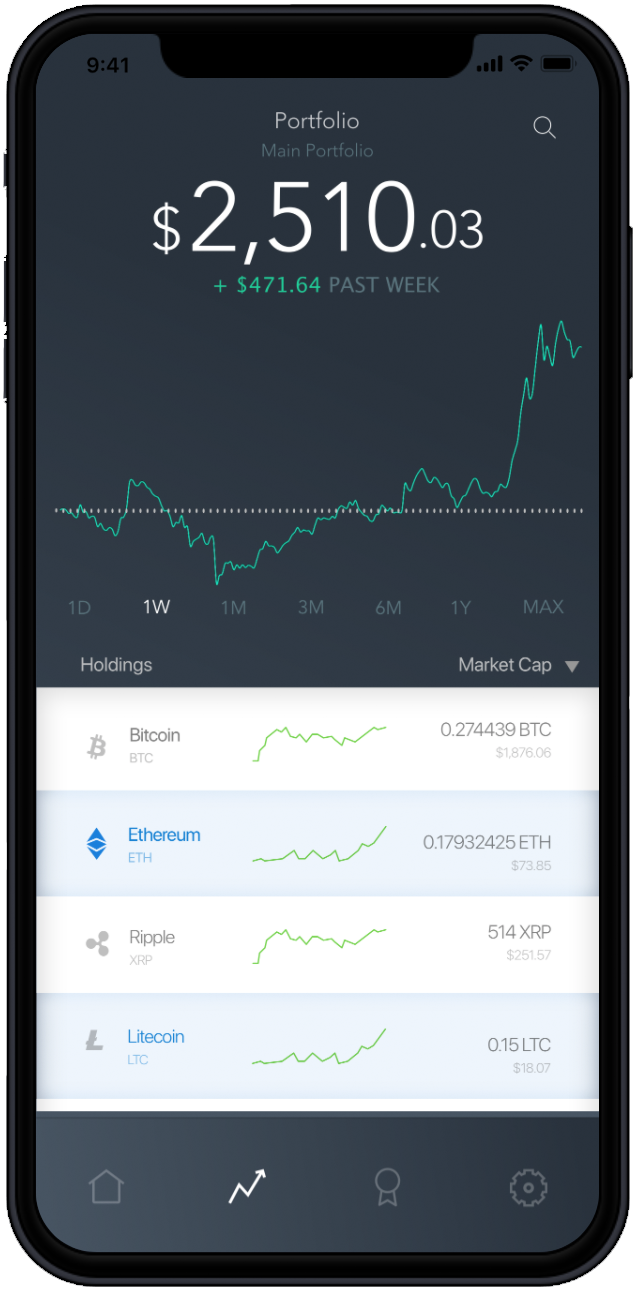 9:41
Portfolio
Main Portfolio
$2,510.03
+ $471.64 PAST WEEK
1D 1W 1M 3M 6M 1Y MAX
Holdings Market Cap
Bitcoin 0.274439 BTC
BTC $1,876.06
Ethereum 0.17932425 ETH
ETH $73.85
Ripple 514 XRP
XRP $251.57
Litecoin 0.15 LTC
LTC $18.07